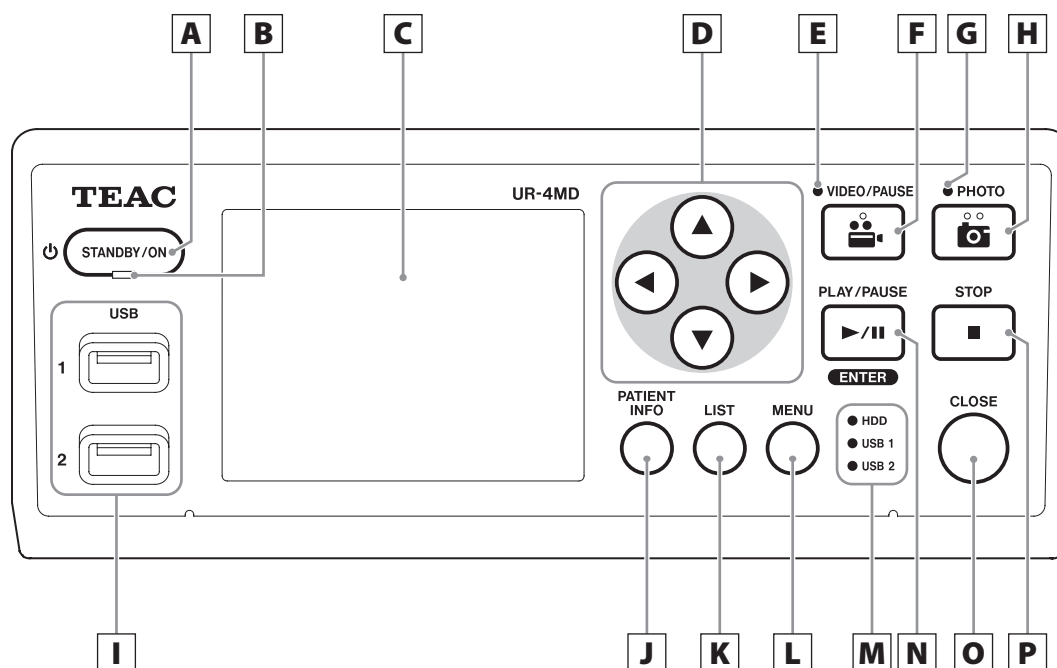 A B C D E F G H
TEAC
UR-4MD
VIDEO/PAUSE
PHOTO
STANDBY/ON
USB
1
2
PLAY/PAUSE
STOP
ENTER
PATIENT
INFO
LIST
MENU
HDD
USB 1
USB 2
CLOSE
I J K L M N O P